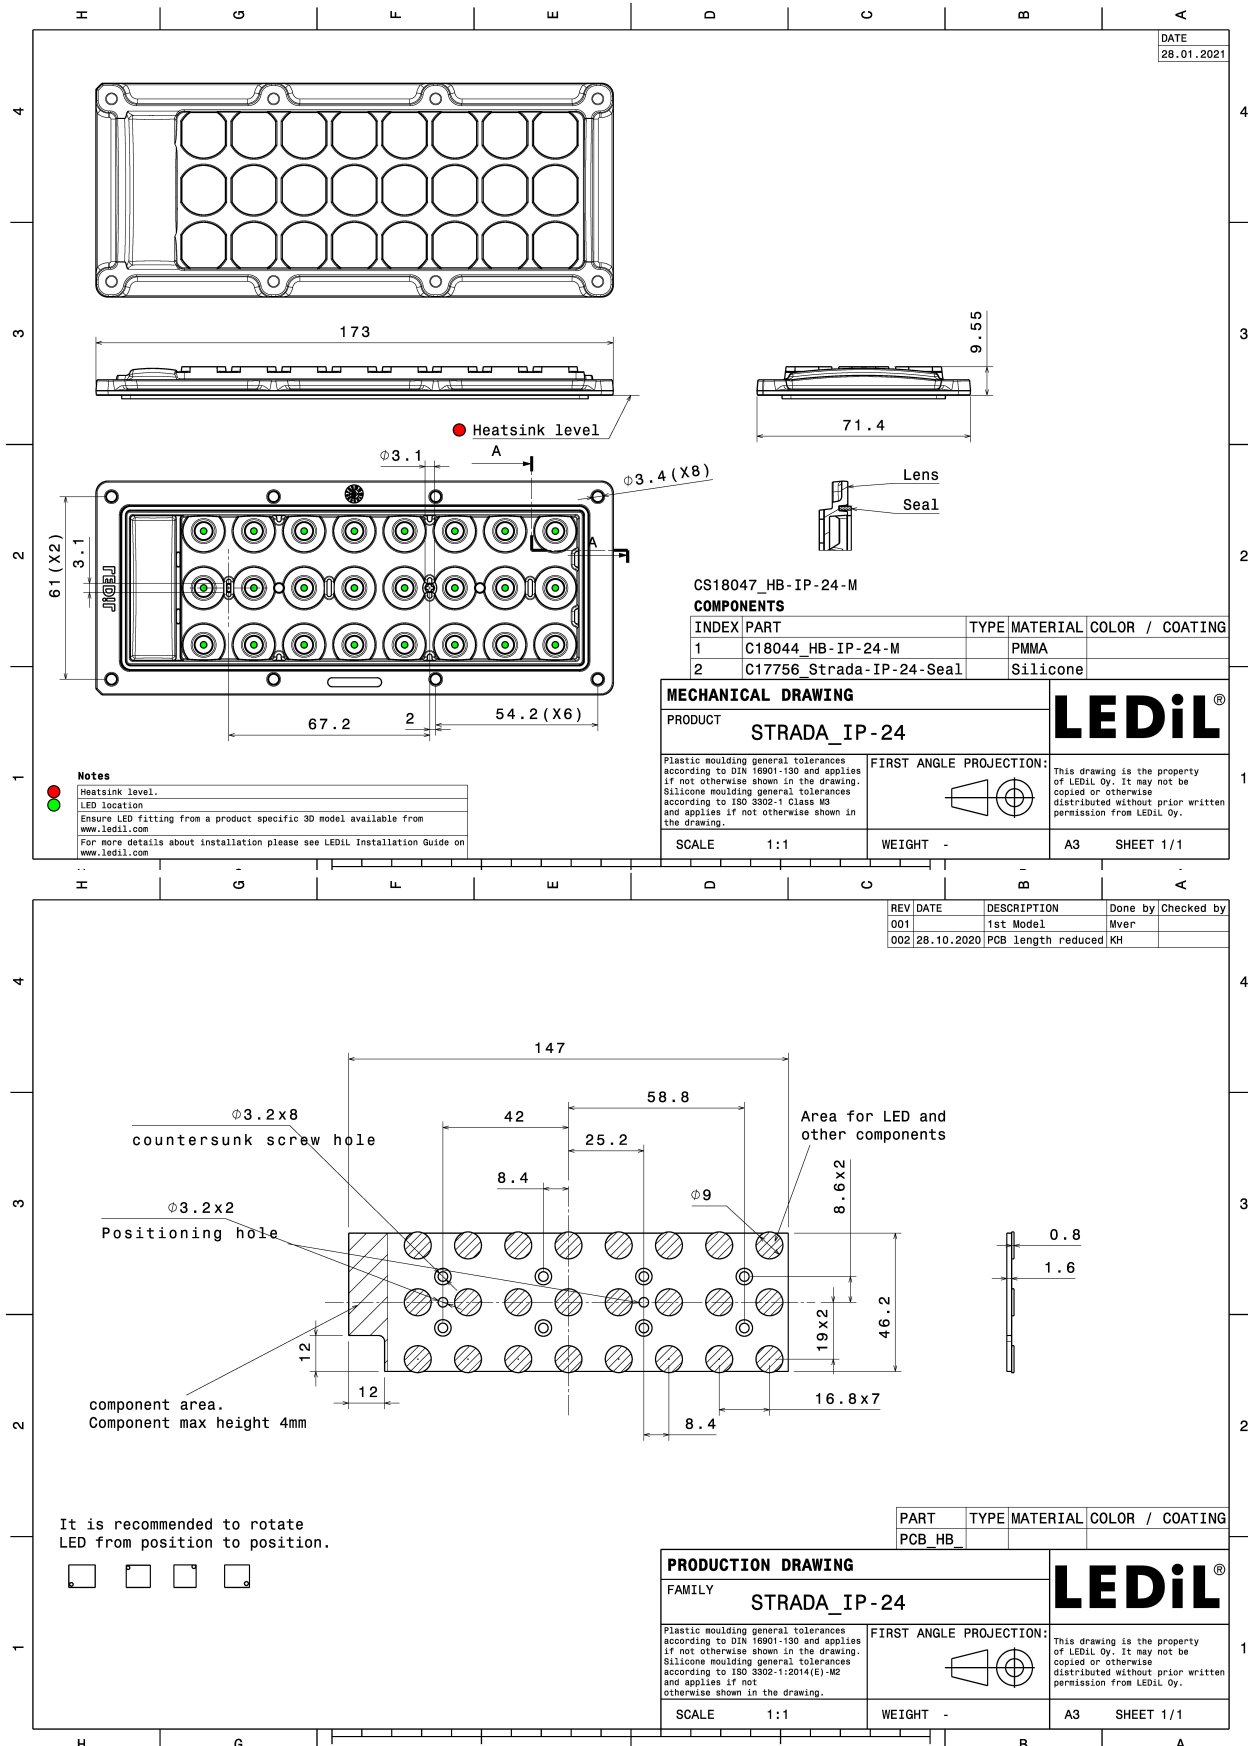 H G F E D C B A
DATE
28.01.2021
4 4
3 3
173
9.55
71.4
Heatsink level
A
Φ3.1
Φ3.4(X8)
Lens
Seal
A
2 2
61(X2)
3.1
LEDiL
CS18047_HB-IP-24-M
COMPONENTS
INDEX PART TYPE MATERIAL COLOR / COATING
1 C18044_HB-IP-24-M PMMA
2 C17756_Strada-IP-24-Seal Silicone
67.2
2
54.2(X6)
MECHANICAL DRAWING
PRODUCT
STRADA_IP-24
LEDiL®
Plastic moulding general tolerances
according to DIN 16901-130 and applies
if not otherwise shown in the drawing.
Silicone moulding general tolerances
according to ISO 3302-1 Class M3
and applies if not otherwise shown in
the drawing.
FIRST ANGLE PROJECTION:
This drawing is the property
of LEDiL Oy. It may not be
copied or otherwise
distributed without prior written
permission from LEDiL Oy.
1 1
Notes
Heatsink level.
LED location
Ensure LED fitting from a product specific 3D model available from
www.ledil.com
For more details about installation please see LEDiL Installation Guide on
www.ledil.com
SCALE 1:1 WEIGHT - A3 SHEET 1/1
H G F E D C B A
REV DATE DESCRIPTION Done by Checked by
001 1st Model Mver
002 28.10.2020 PCB length reduced KH
4 4
147
58.8
Φ3.2x8
countersunk screw hole
42
25.2
Area for LED and
other components
8.4
Φ9
8.6x2
3 3
Φ3.2x2
Positioning hole
0.8
1.6
46.2
19x2
12
12
16.8x7
8.4
component area.
Component max height 4mm
2 2
It is recommended to rotate
LED from position to position.
PART TYPE MATERIAL COLOR / COATING
PCB_HB_
PRODUCTION DRAWING
FAMILY
STRADA_IP-24
LEDiL®
Plastic moulding general tolerances
according to DIN 16901-130 and applies
if not otherwise shown in the drawing.
Silicone moulding general tolerances
according to ISO 3302-1:2014(E)-M2
and applies if not
otherwise shown in the drawing.
FIRST ANGLE PROJECTION:
This drawing is the property
of LEDiL Oy. It may not be
copied or otherwise
distributed without prior written
permission from LEDiL Oy.
1 1
SCALE 1:1 WEIGHT - A3 SHEET 1/1
H G B A